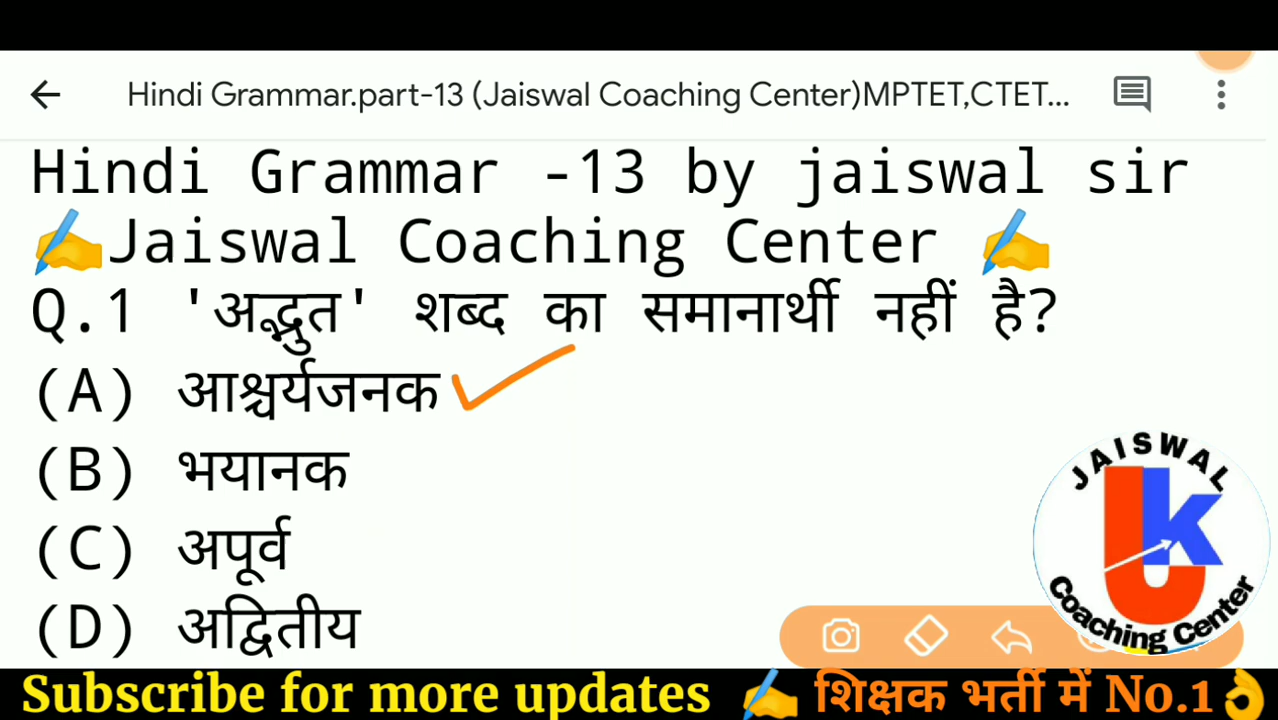 Hindi Grammar.part-13 (Jaiswal Coaching Center)MPTET,CTET...
Hindi Grammar -13 by jaiswal sir
✍️Jaiswal Coaching Center ✍️
Q.1 'अद्भुत' शब्द का समानार्थी नहीं है?
(A) आश्चर्यजनक
(B) भयानक
(C) अपूर्व
(D) अद्वितीय
JAISWAL
JK
Coaching Center
Subscribe for more updates ✍️ शिक्षक भर्ती में No.1👌